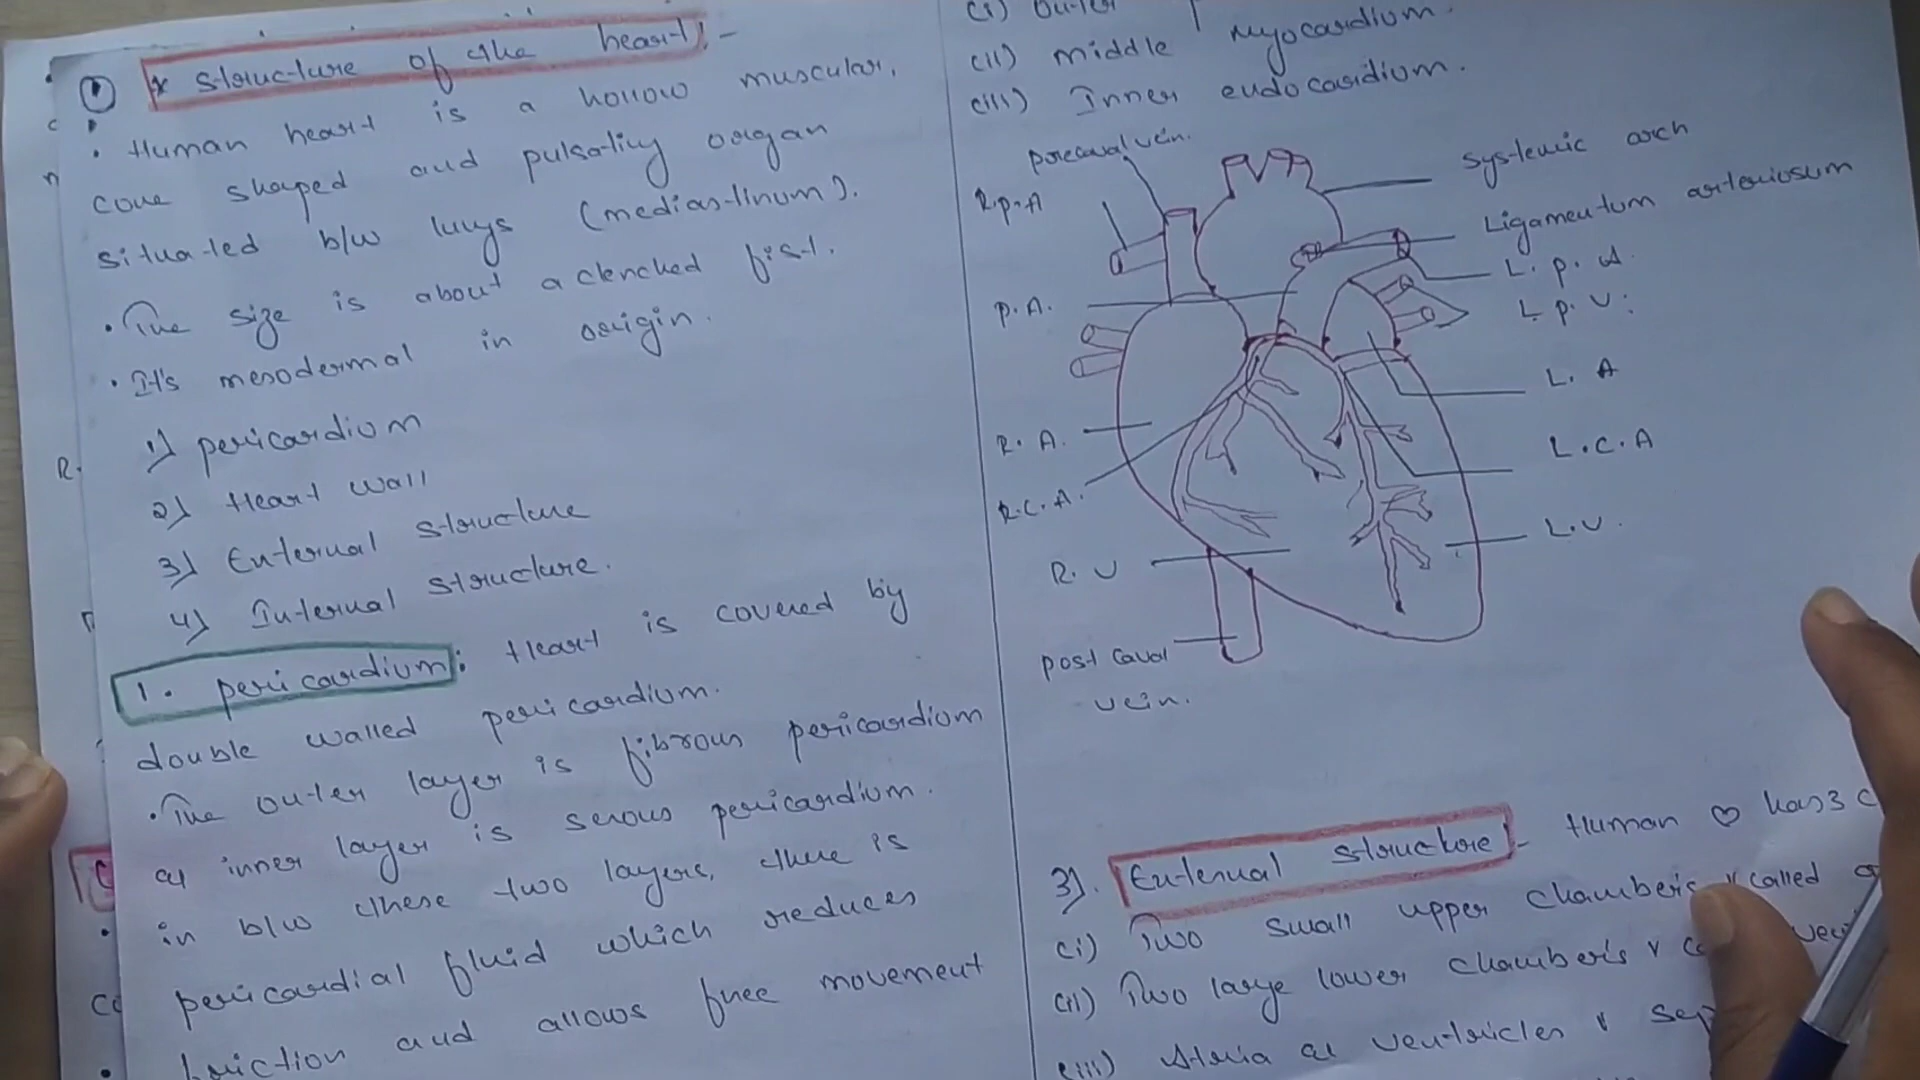 ① * Structure of the heart :-
• Human heart is a hollow muscular,
cone shaped and pulsating organ
situated b/w lungs (mediastinum).
• The size is about a clenched fist.
• It's mesodermal in origin.
1) pericardium
2) Heart wall
3) External structure
4) Internal structure.
1. pericardium: Heart is covered by
double walled pericardium.
• The outer layer is fibrous pericardium
& inner layer is serous pericardium.
in b/w these two layers, there is
pericardial fluid which reduces
friction and allows free movement
(i) Outer
(ii) middle myocardium.
(iii) Inner endocardium.
precaval vein.
R.P.A
P.A.
R. A.
R.C.A.
R. V
post caval
vein.
systemic arch
Ligamentum arteriosum
L. p. A.
L. p. V.
L. A
L.C.A
L.V.
3). External structure :- Human ♡ has 3 c
(i) Two small upper chambers & called
(ii) Two large lower chambers &
(iii) Atria & ventricles & sep